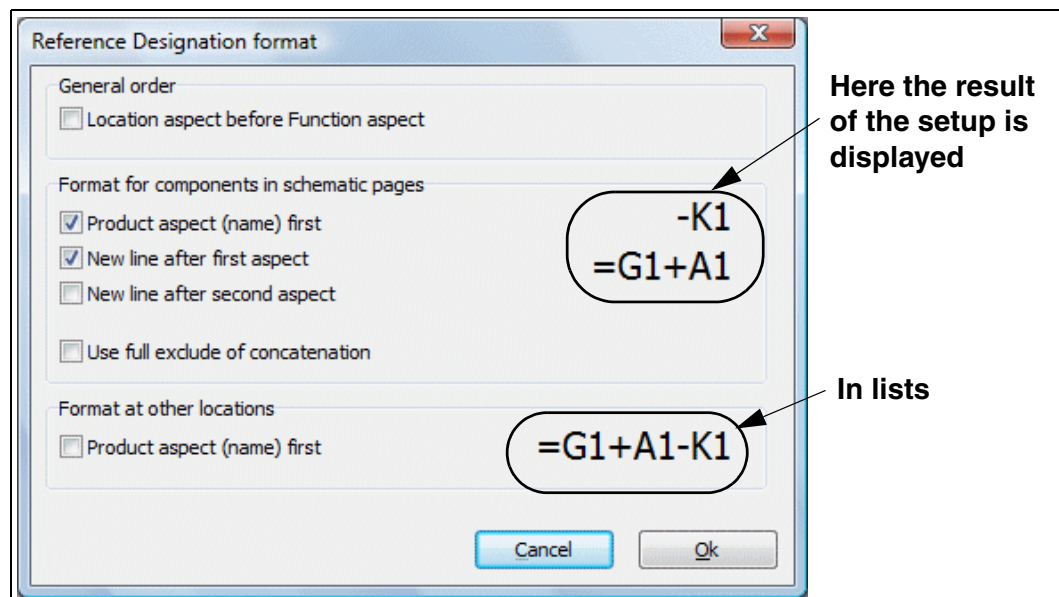 Reference Designation format
General order
Location aspect before Function aspect
Format for components in schematic pages
Product aspect (name) first
New line after first aspect
New line after second aspect
Use full exclude of concatenation
-K1
=G1+A1
Format at other locations
Product aspect (name) first
=G1+A1-K1
Cancel
Ok
Here the result
of the setup is
displayed
In lists